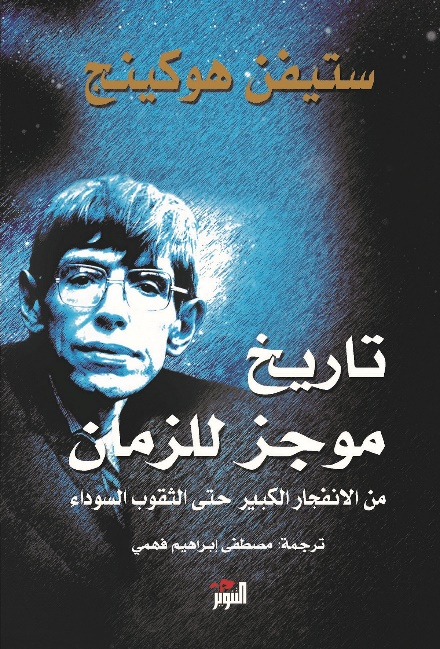 ستيفن هوكينج
تاريخ
موجز للزمان
من الانفجار الكبير حتى الثقوب السوداء
ترجمة: مصطفى إبراهيم فهمي
التنوير